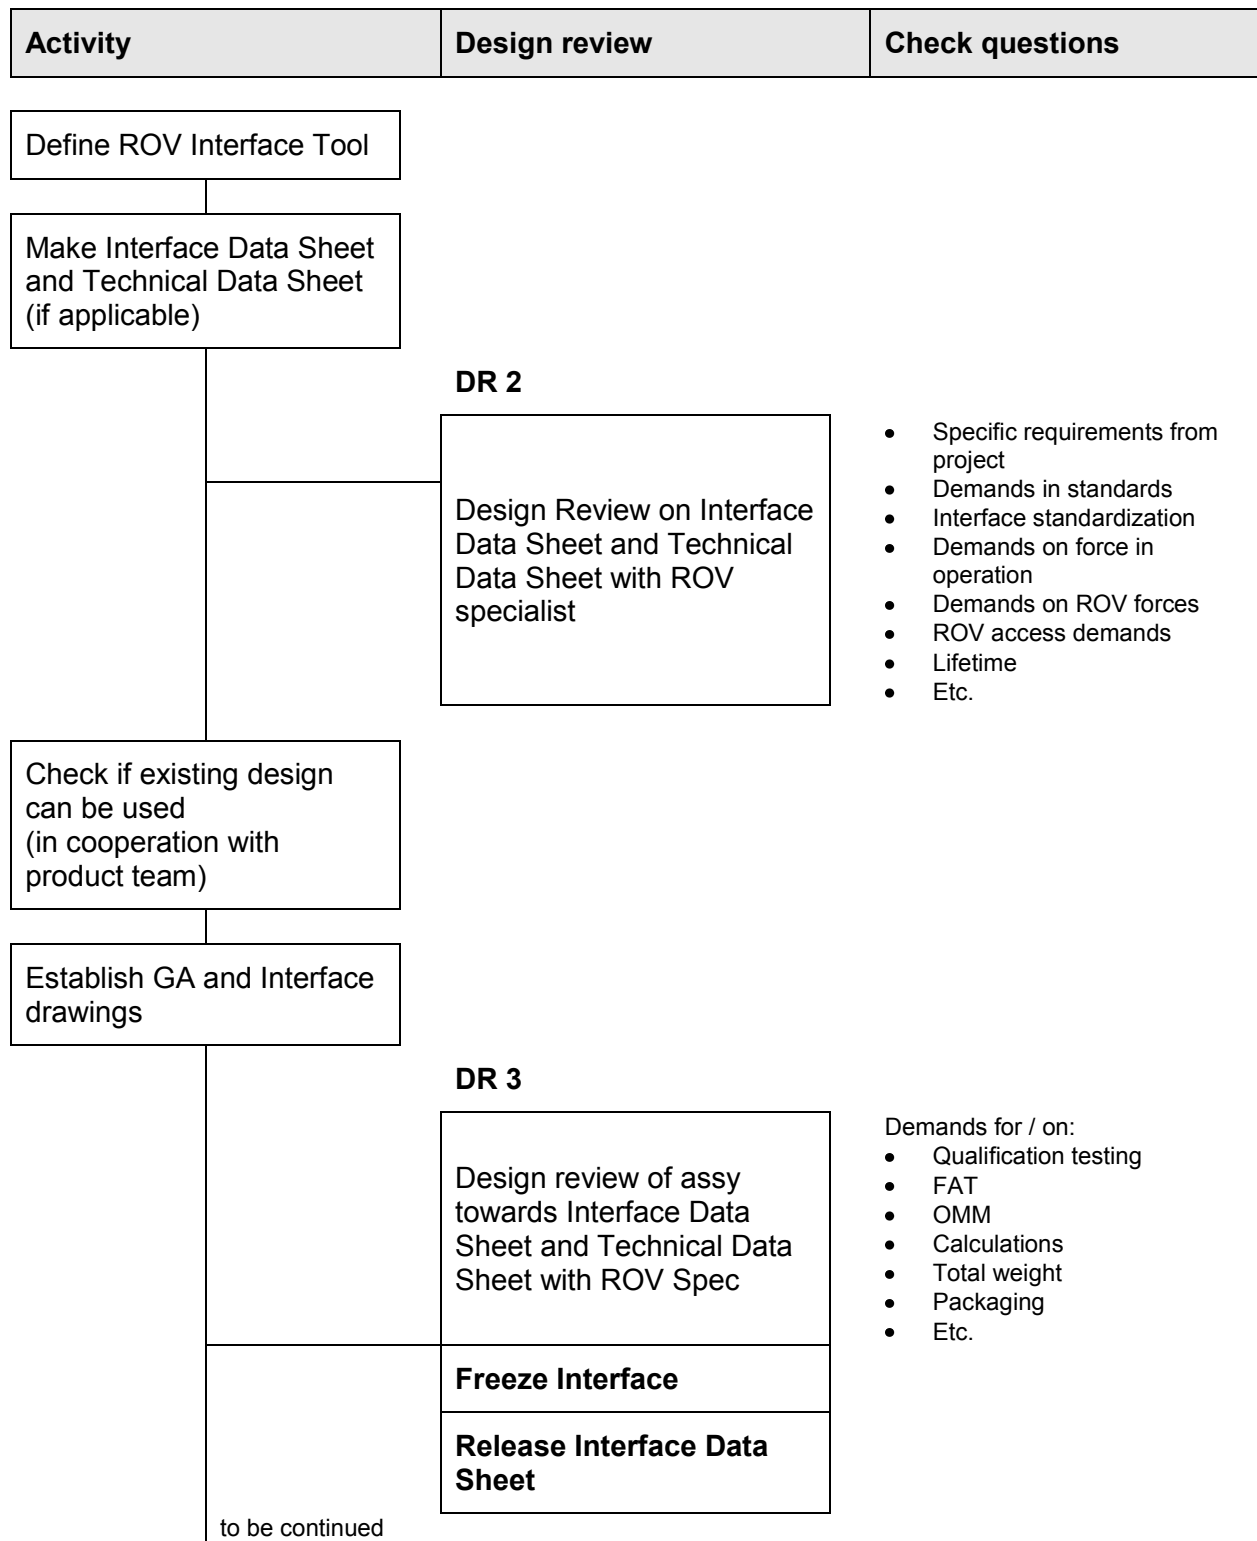 Activity
Design review
Check questions
Define ROV Interface Tool
Make Interface Data Sheet
and Technical Data Sheet
(if applicable)
DR 2
Design Review on Interface
Data Sheet and Technical
Data Sheet with ROV
specialist
• Specific requirements from
project
• Demands in standards
• Interface standardization
• Demands on force in
operation
• Demands on ROV forces
• ROV access demands
• Lifetime
• Etc.
Check if existing design
can be used
(in cooperation with
product team)
Establish GA and Interface
drawings
DR 3
Design review of assy
towards Interface Data
Sheet and Technical Data
Sheet with ROV Spec
Demands for / on:
• Qualification testing
• FAT
• OMM
• Calculations
• Total weight
• Packaging
• Etc.
Freeze Interface
Release Interface Data
Sheet
to be continued